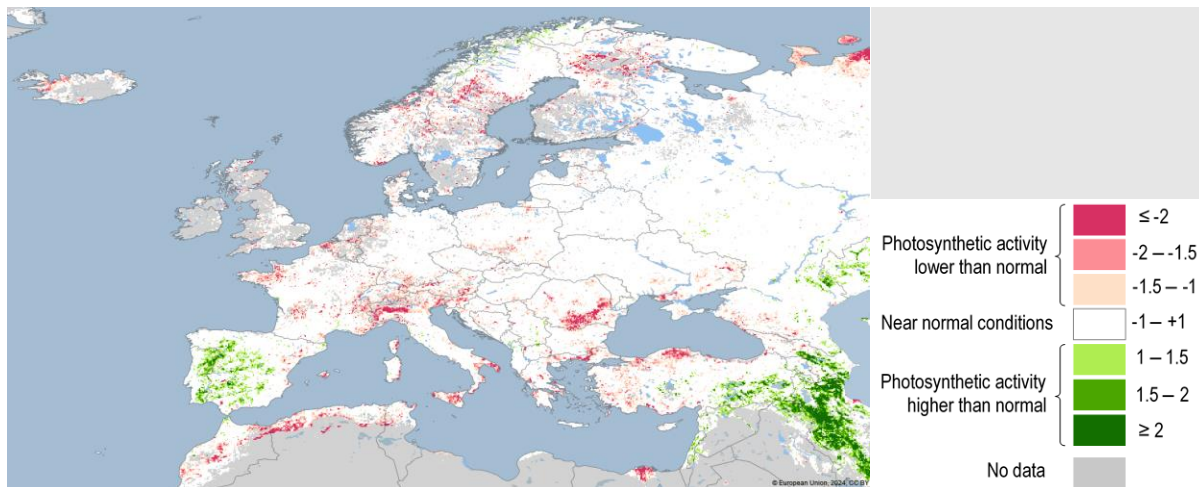 ≤ -2
Photosynthetic activity
lower than normal
-2 – -1.5
-1.5 – -1
Near normal conditions
-1 – +1
Photosynthetic activity
higher than normal
1 – 1.5
1.5 – 2
≥ 2
No data
© European Union, 2024, CC BY